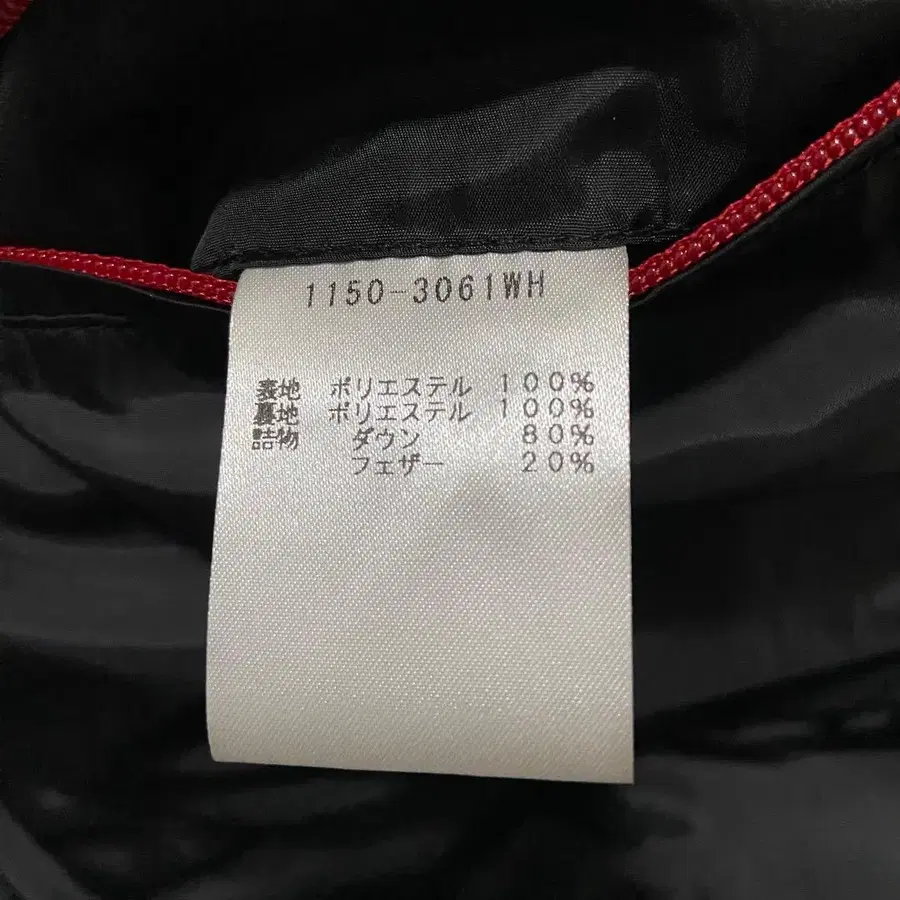 1150-3061WH
表地 ポリエステル 100%
裏地 ポリエステル 100%
詰物 ダウン 80%
フェザー 20%